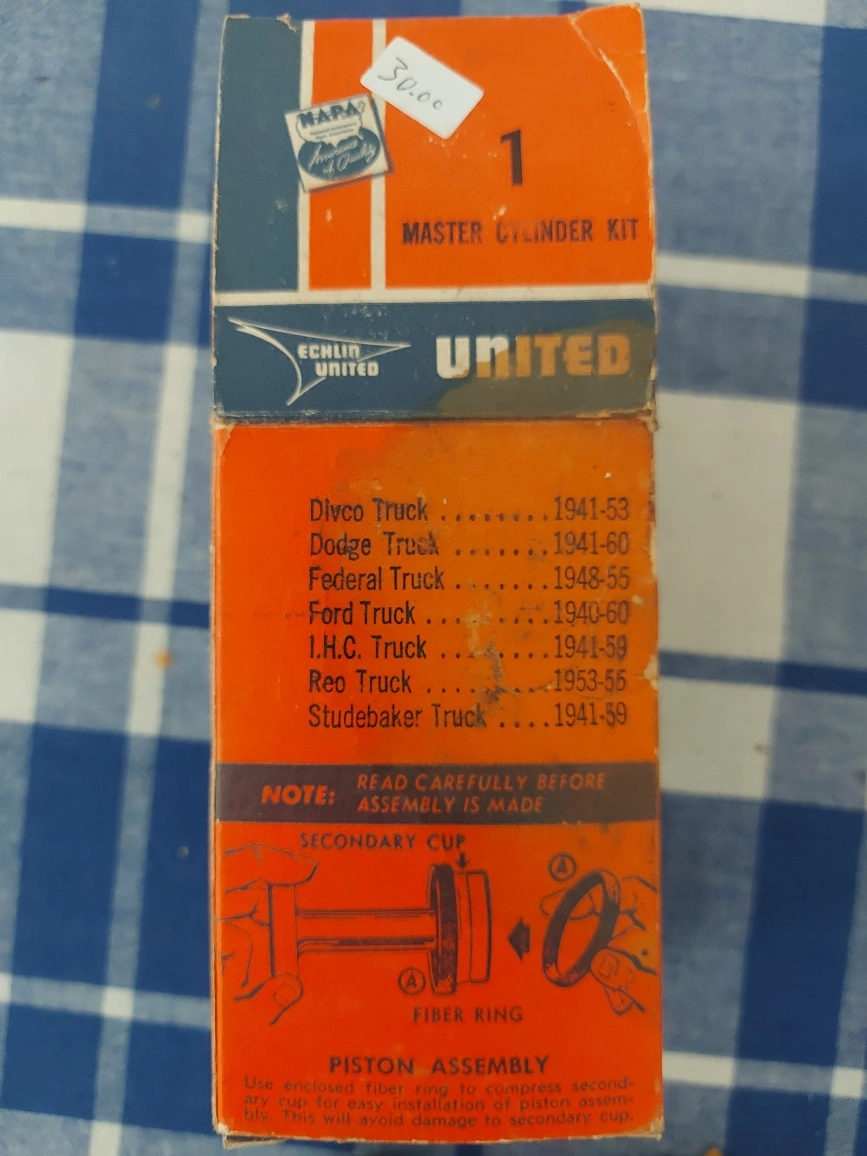 30.00
N.A.P.A.
Assurance
of Quality
1
MASTER CYLINDER KIT
ECHLIN
UNITED
UNITED
Divco Truck ........1941-53
Dodge Truck .......1941-60
Federal Truck .......1948-55
Ford Truck .........1940-60
I.H.C. Truck ........1941-59
Reo Truck .........1953-55
Studebaker Truck ....1941-59
NOTE: READ CAREFULLY BEFORE
ASSEMBLY IS MADE
SECONDARY CUP
A
A
FIBER RING
PISTON ASSEMBLY
Use enclosed fiber ring to compress second-
ary cup for easy installation of piston assem-
bly. This will avoid damage to secondary cup.